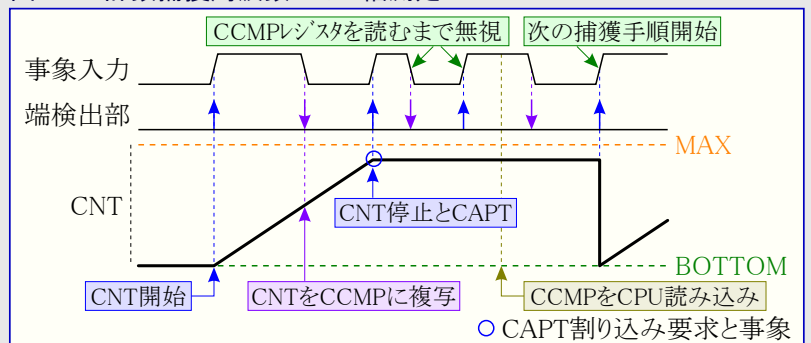 CCMPレジスタを読むまで無視
次の捕獲手順開始
事象入力
端検出部
MAX
CNT
CNT停止とCAPT
BOTTOM
CNT開始
CNTをCCMPに複写
CCMPをCPU読み込み
CAPT割り込み要求と事象